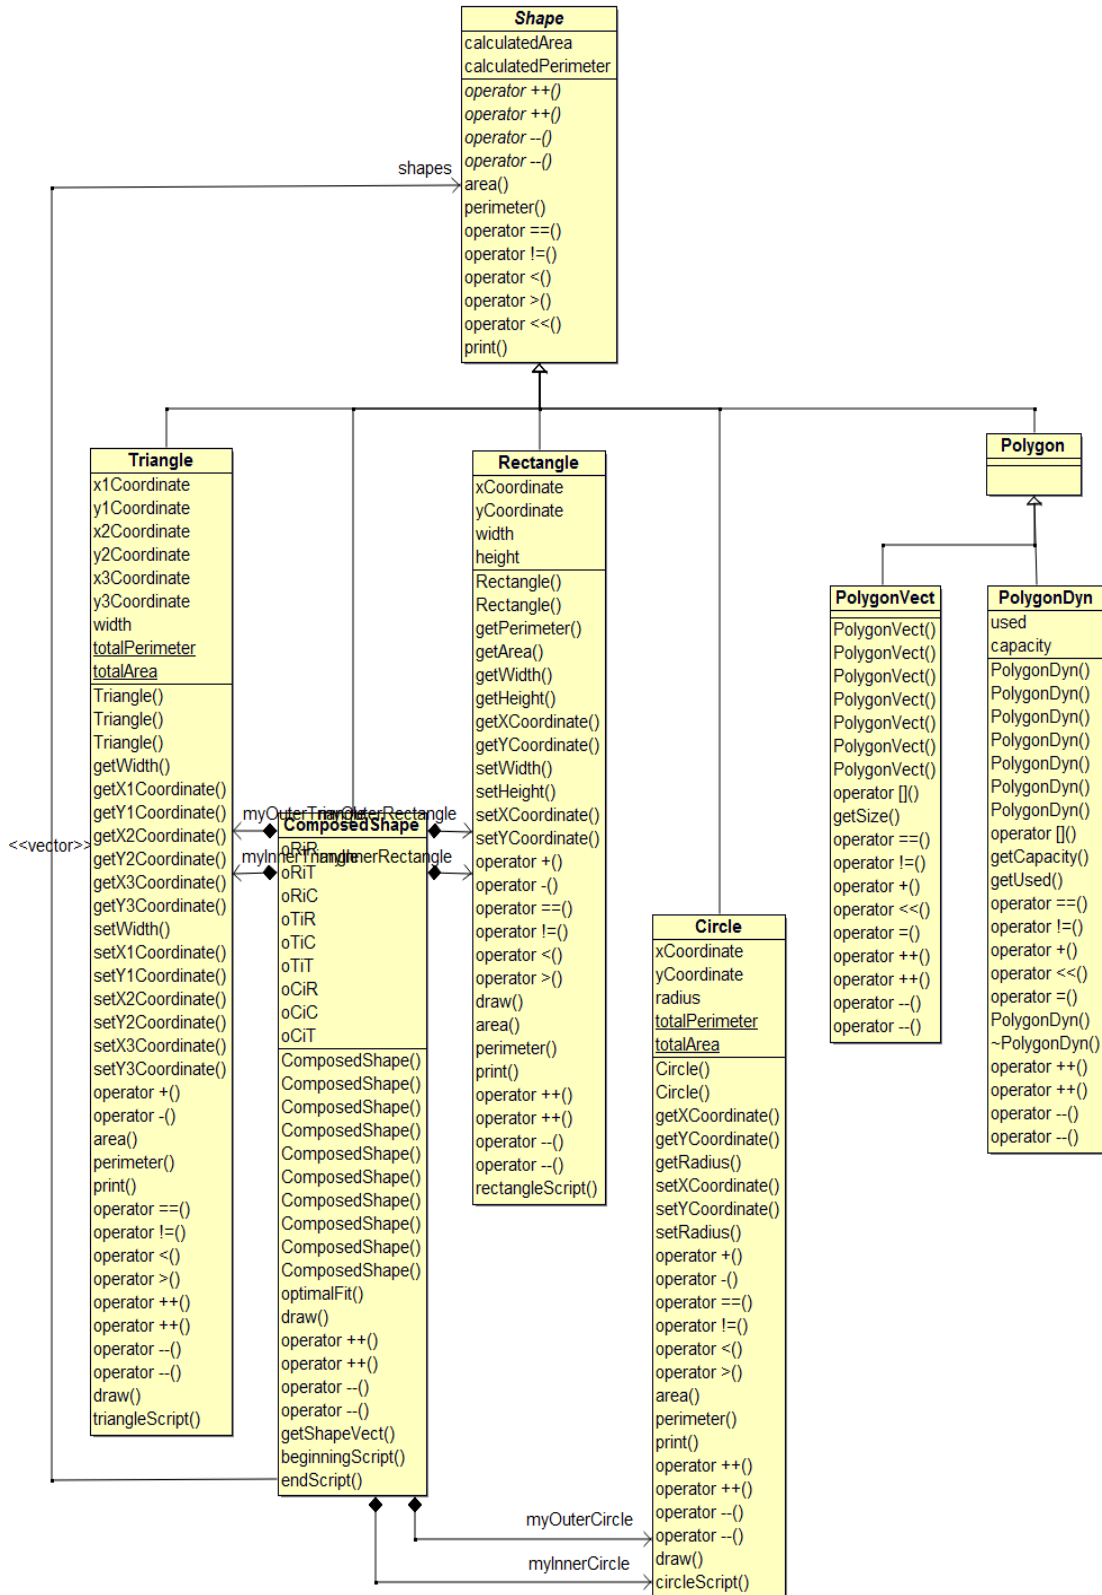 Shape
calculatedArea
calculatedPerimeter
operator ++()
operator ++()
operator --()
operator --()
area()
perimeter()
operator ==()
operator !=()
operator <()
operator >()
operator <<()
print()
shapes
<<vector>>
Triangle
x1Coordinate
y1Coordinate
x2Coordinate
y2Coordinate
x3Coordinate
y3Coordinate
width
totalPerimeter
totalArea
Triangle()
Triangle()
Triangle()
getWidth()
getX1Coordinate()
getY1Coordinate()
getX2Coordinate()
getY2Coordinate()
getX3Coordinate()
getY3Coordinate()
setWidth()
setX1Coordinate()
setY1Coordinate()
setX2Coordinate()
setY2Coordinate()
setX3Coordinate()
setY3Coordinate()
operator +()
operator -()
area()
perimeter()
print()
operator ==()
operator !=()
operator <()
operator >()
operator ++()
operator ++()
operator --()
operator --()
draw()
triangleScript()
myOuterTriangle
myOuterRectangle
myInnerTriangle
myInnerRectangle
ComposedShape
oRiR
oRiT
oRiC
oTiR
oTiC
oTiT
oCiR
oCiC
oCiT
ComposedShape()
ComposedShape()
ComposedShape()
ComposedShape()
ComposedShape()
ComposedShape()
ComposedShape()
ComposedShape()
ComposedShape()
ComposedShape()
optimalFit()
draw()
operator ++()
operator ++()
operator --()
operator --()
getShapeVect()
beginningScript()
endScript()
myOuterCircle
myInnerCircle
Rectangle
xCoordinate
yCoordinate
width
height
Rectangle()
Rectangle()
getPerimeter()
getArea()
getWidth()
getHeight()
getXCoordinate()
getYCoordinate()
setWidth()
setHeight()
setXCoordinate()
setYCoordinate()
operator +()
operator -()
operator ==()
operator !=()
operator <()
operator >()
draw()
area()
perimeter()
print()
operator ++()
operator ++()
operator --()
operator --()
rectangleScript()
Circle
xCoordinate
yCoordinate
radius
totalPerimeter
totalArea
Circle()
Circle()
getXCoordinate()
getYCoordinate()
getRadius()
setXCoordinate()
setYCoordinate()
setRadius()
operator +()
operator -()
operator ==()
operator !=()
operator <()
operator >()
area()
perimeter()
print()
operator ++()
operator ++()
operator --()
operator --()
draw()
circleScript()
Polygon
PolygonVect
PolygonVect()
PolygonVect()
PolygonVect()
PolygonVect()
PolygonVect()
PolygonVect()
PolygonVect()
operator []()
getSize()
operator ==()
operator !=()
operator +()
operator <<()
operator =()
operator ++()
operator ++()
operator --()
operator --()
PolygonDyn
used
capacity
PolygonDyn()
PolygonDyn()
PolygonDyn()
PolygonDyn()
PolygonDyn()
PolygonDyn()
PolygonDyn()
operator []()
getCapacity()
getUsed()
operator ==()
operator !=()
operator +()
operator <<()
operator =()
PolygonDyn()
~PolygonDyn()
operator ++()
operator ++()
operator --()
operator --()